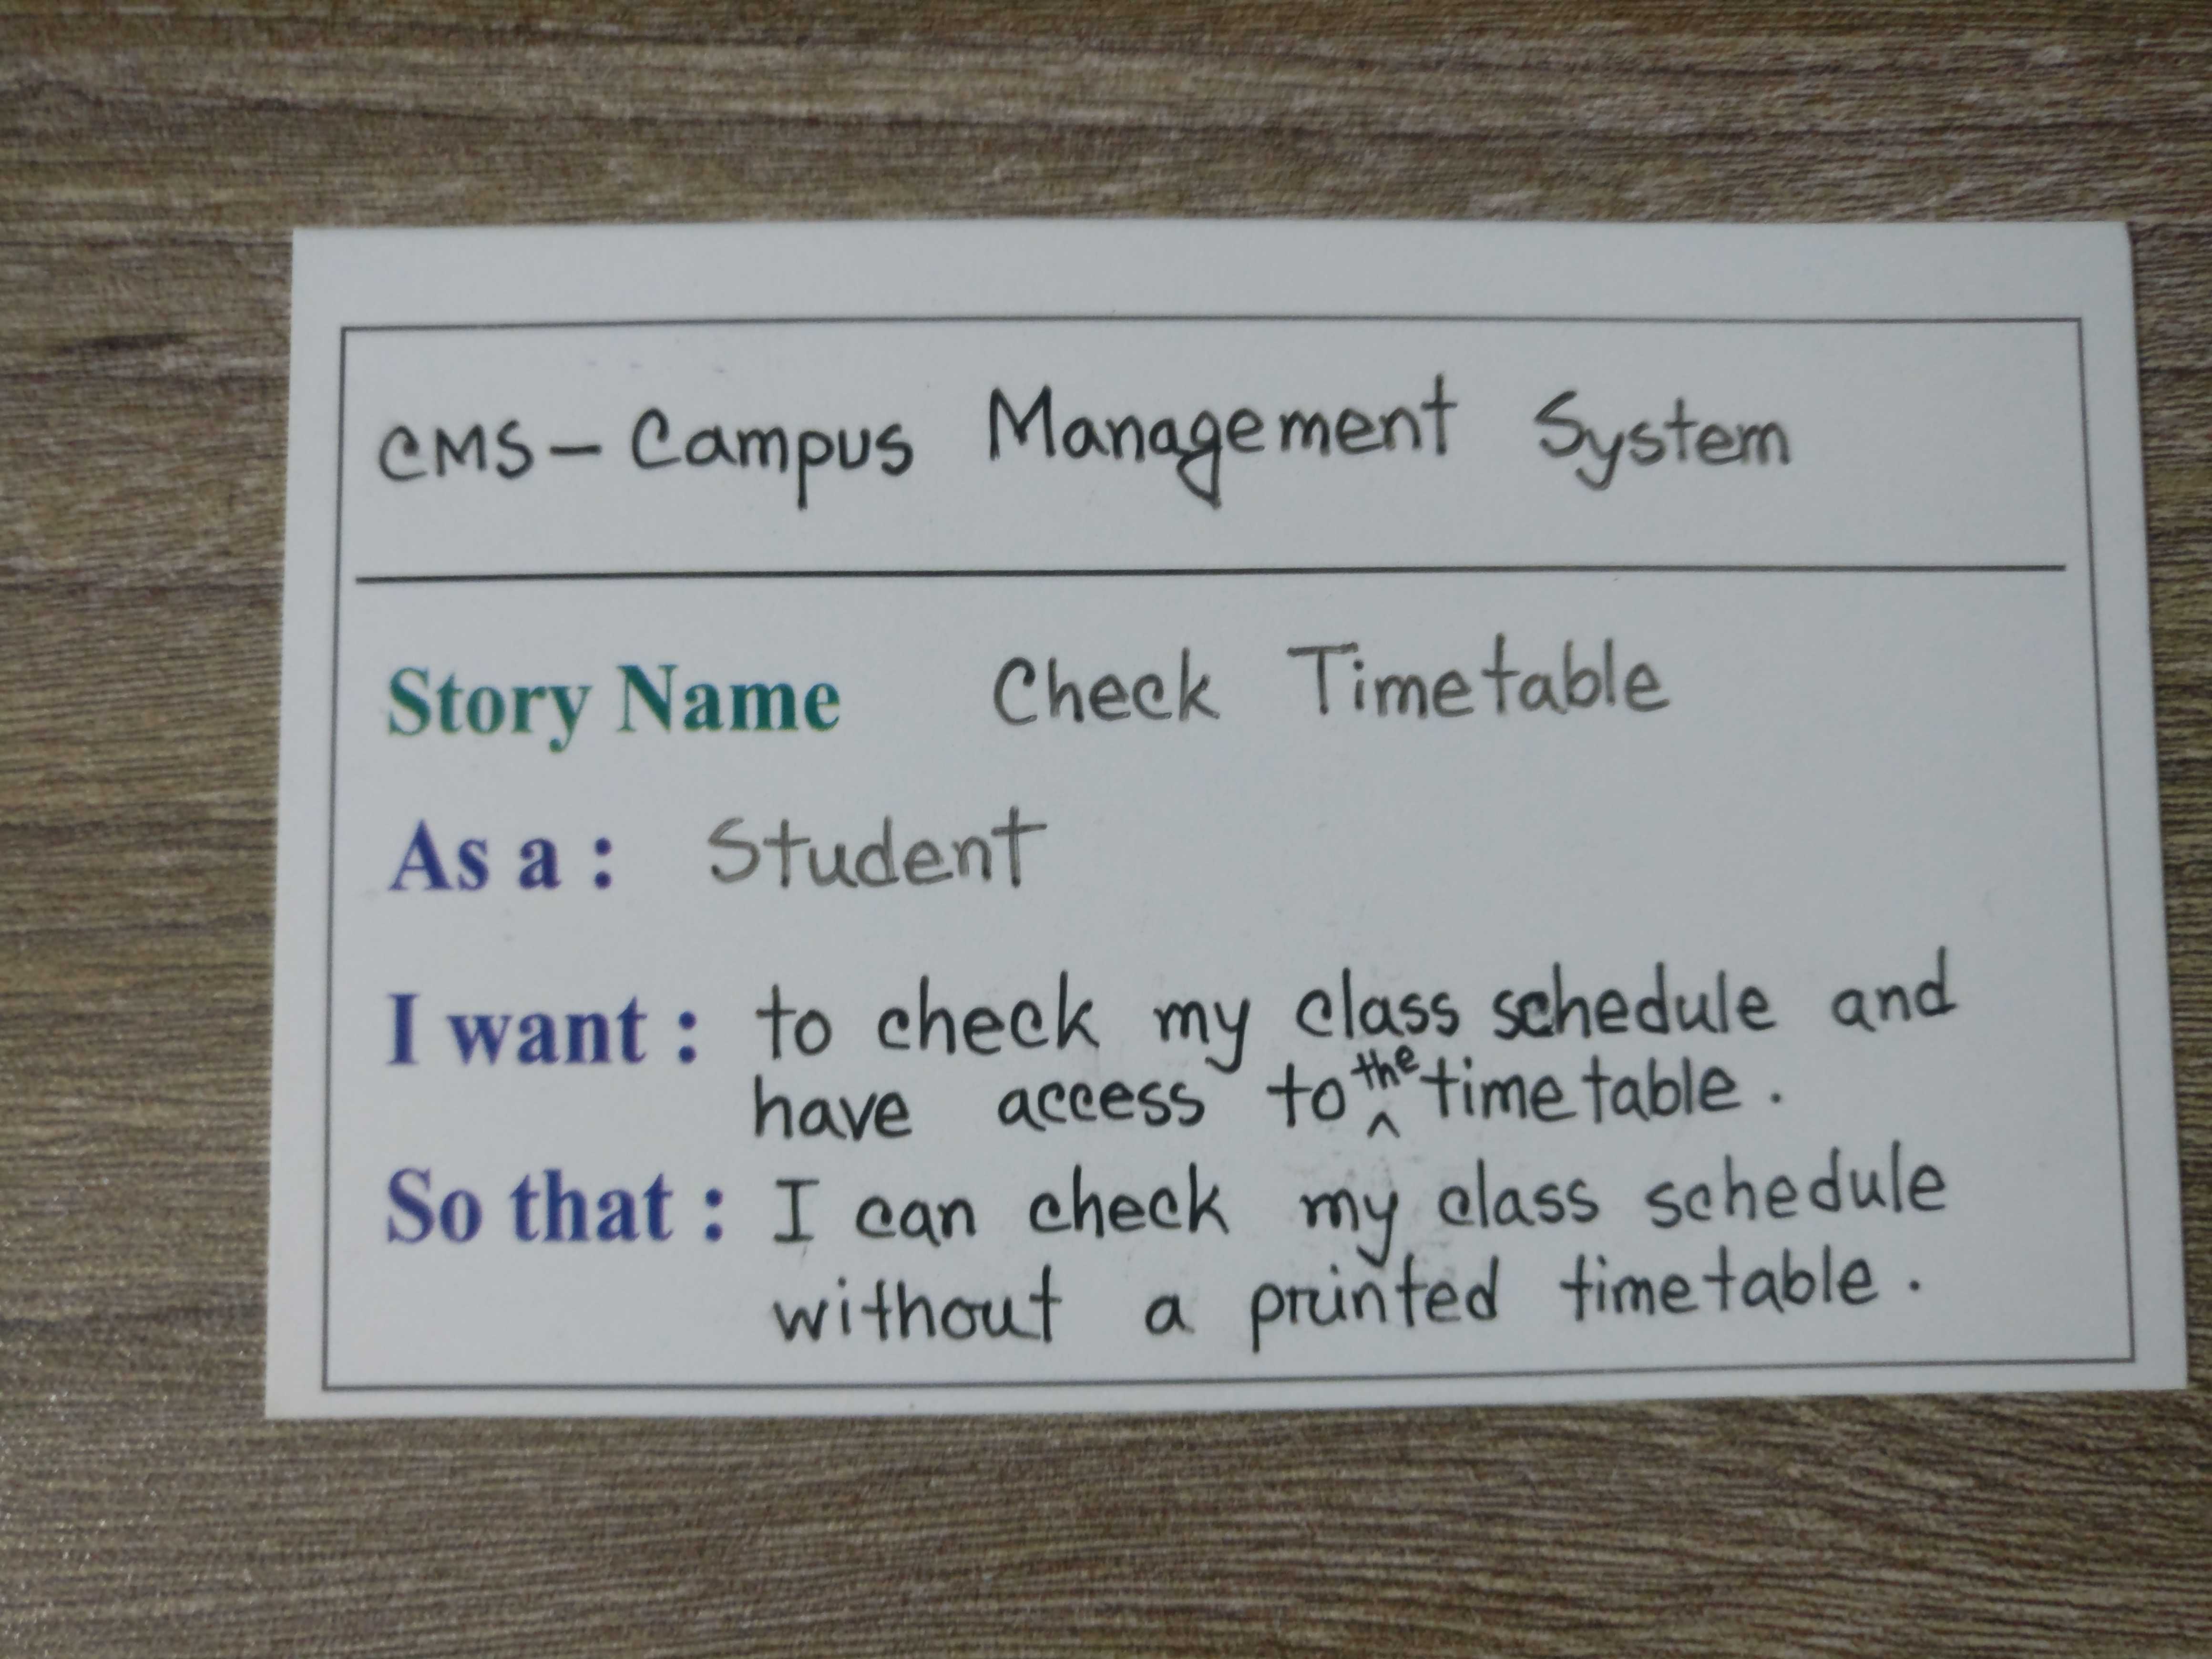 CMS - Campus Management System
Story Name Check Timetable
As a : Student
I want : to check my class schedule and
have access to the timetable.
So that : I can check my class schedule
without a printed timetable.